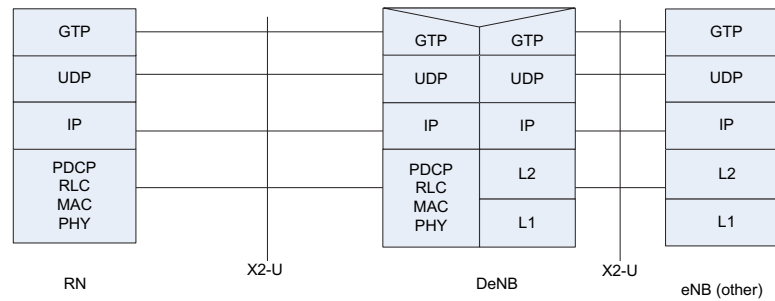 GTP
GTP
GTP
GTP
UDP
UDP
UDP
UDP
IP
IP
IP
IP
PDCP
RLC
MAC
PHY
PDCP
RLC
MAC
PHY
L2
L1
L2
L1
X2-U
X2-U
RN
DeNB
eNB (other)